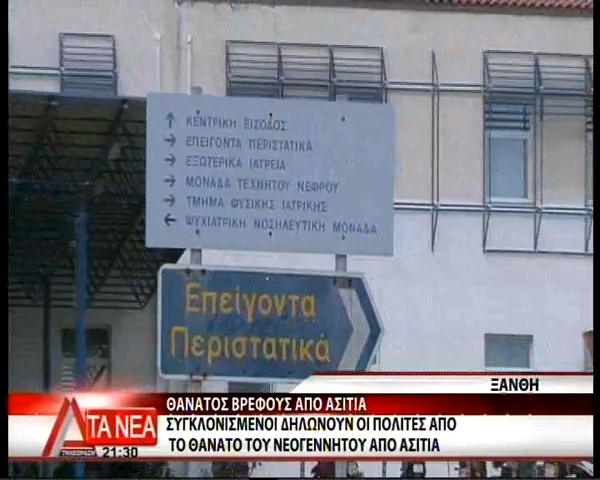 ↑ ΚΕΝΤΡΙΚΗ ΕΙΣΟΔΟΣ
→ ΕΠΕΙΓΟΝΤΑ ΠΕΡΙΣΤΑΤΙΚΑ
→ ΕΞΩΤΕΡΙΚΑ ΙΑΤΡΕΙΑ
→ ΜΟΝΑΔΑ ΤΕΧΝΗΤΟΥ ΝΕΦΡΟΥ
→ ΤΜΗΜΑ ΦΥΣΙΚΗΣ ΙΑΤΡΙΚΗΣ
← ΨΥΧΙΑΤΡΙΚΗ ΝΟΣΗΛΕΥΤΙΚΗ ΜΟΝΑΔΑ
Επείγοντα
Περιστατικά
ΞΑΝΘΗ
ΘΑΝΑΤΟΣ ΒΡΕΦΟΥΣ ΑΠΟ ΑΣΙΤΙΑ
ΣΥΓΚΛΟΝΙΣΜΕΝΟΙ ΔΗΛΩΝΟΥΝ ΟΙ ΠΟΛΙΤΕΣ ΑΠΟ
ΤΟ ΘΑΝΑΤΟ ΤΟΥ ΝΕΟΓΕΝΝΗΤΟΥ ΑΠΟ ΑΣΙΤΙΑ
Δ ΤΑ ΝΕΑ
ΤΗΛΕΟΡΑΣΗ 21:30